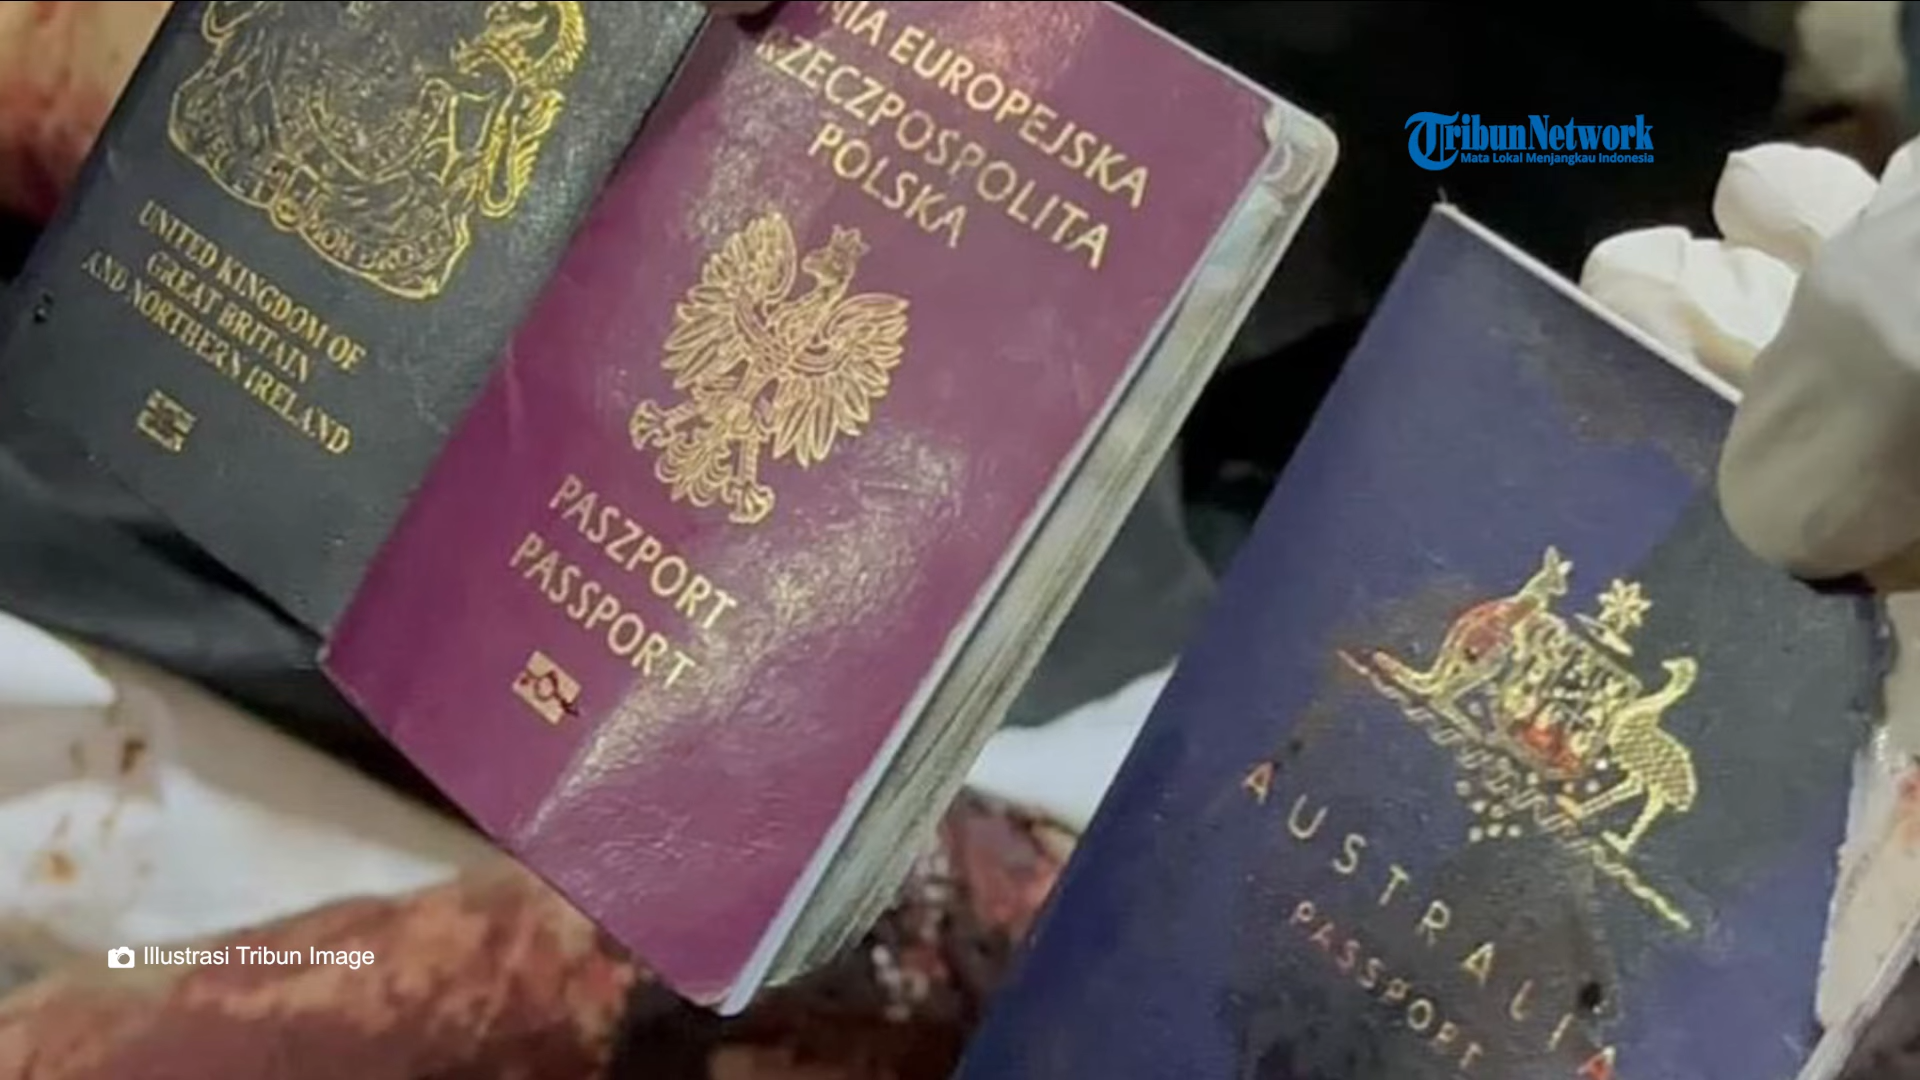 UNITED KINGDOM OF
GREAT BRITAIN
AND NORTHERN IRELAND
EUROPEJSKA
RZECZPOSPOLITA
POLSKA
PASZPORT
PASSPORT
TribunNetwork
Mata Lokal Menjangkau Indonesia
AUSTRALIA
PASSPORT
Illustrasi Tribun Image